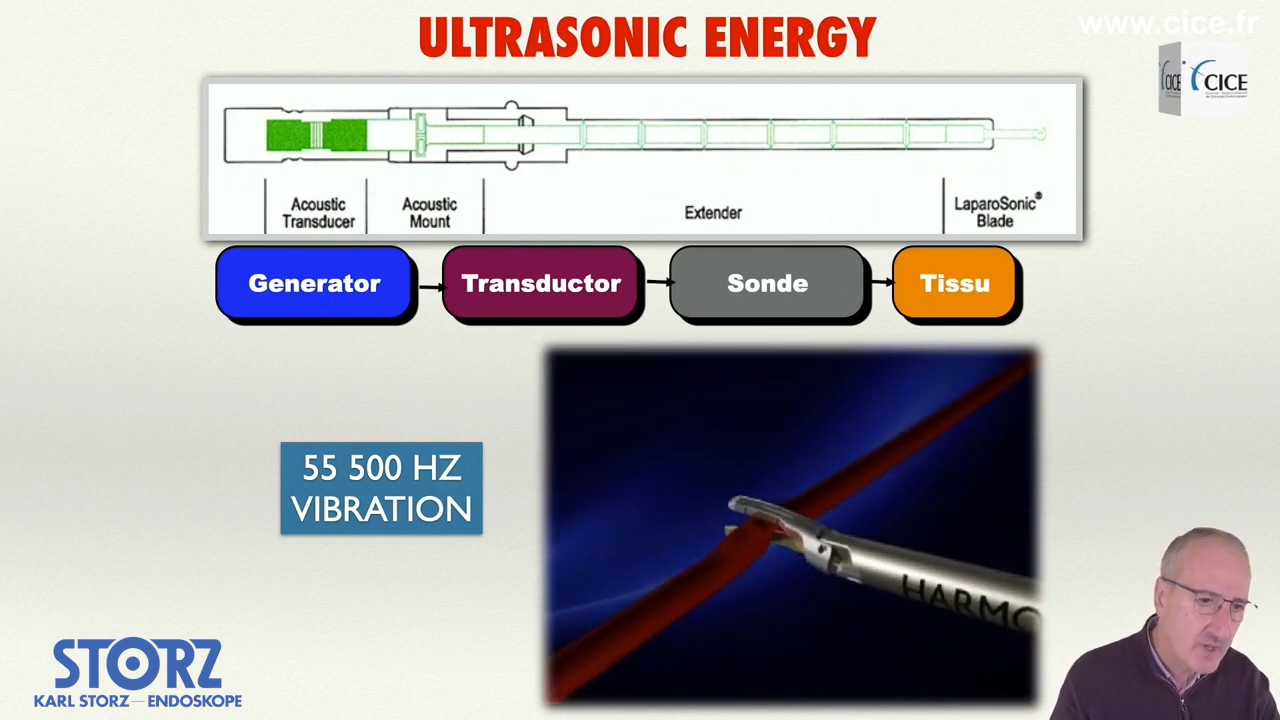 ULTRASONIC ENERGY
www.cice.fr
CICE
CICE
Acoustic
Transducer
Acoustic
Mount
Extender
LaparoSonic®
Blade
Generator
Transductor
Sonde
Tissu
55 500 HZ
VIBRATION
HARMO
STORZ
KARL STORZ—ENDOSKOPE